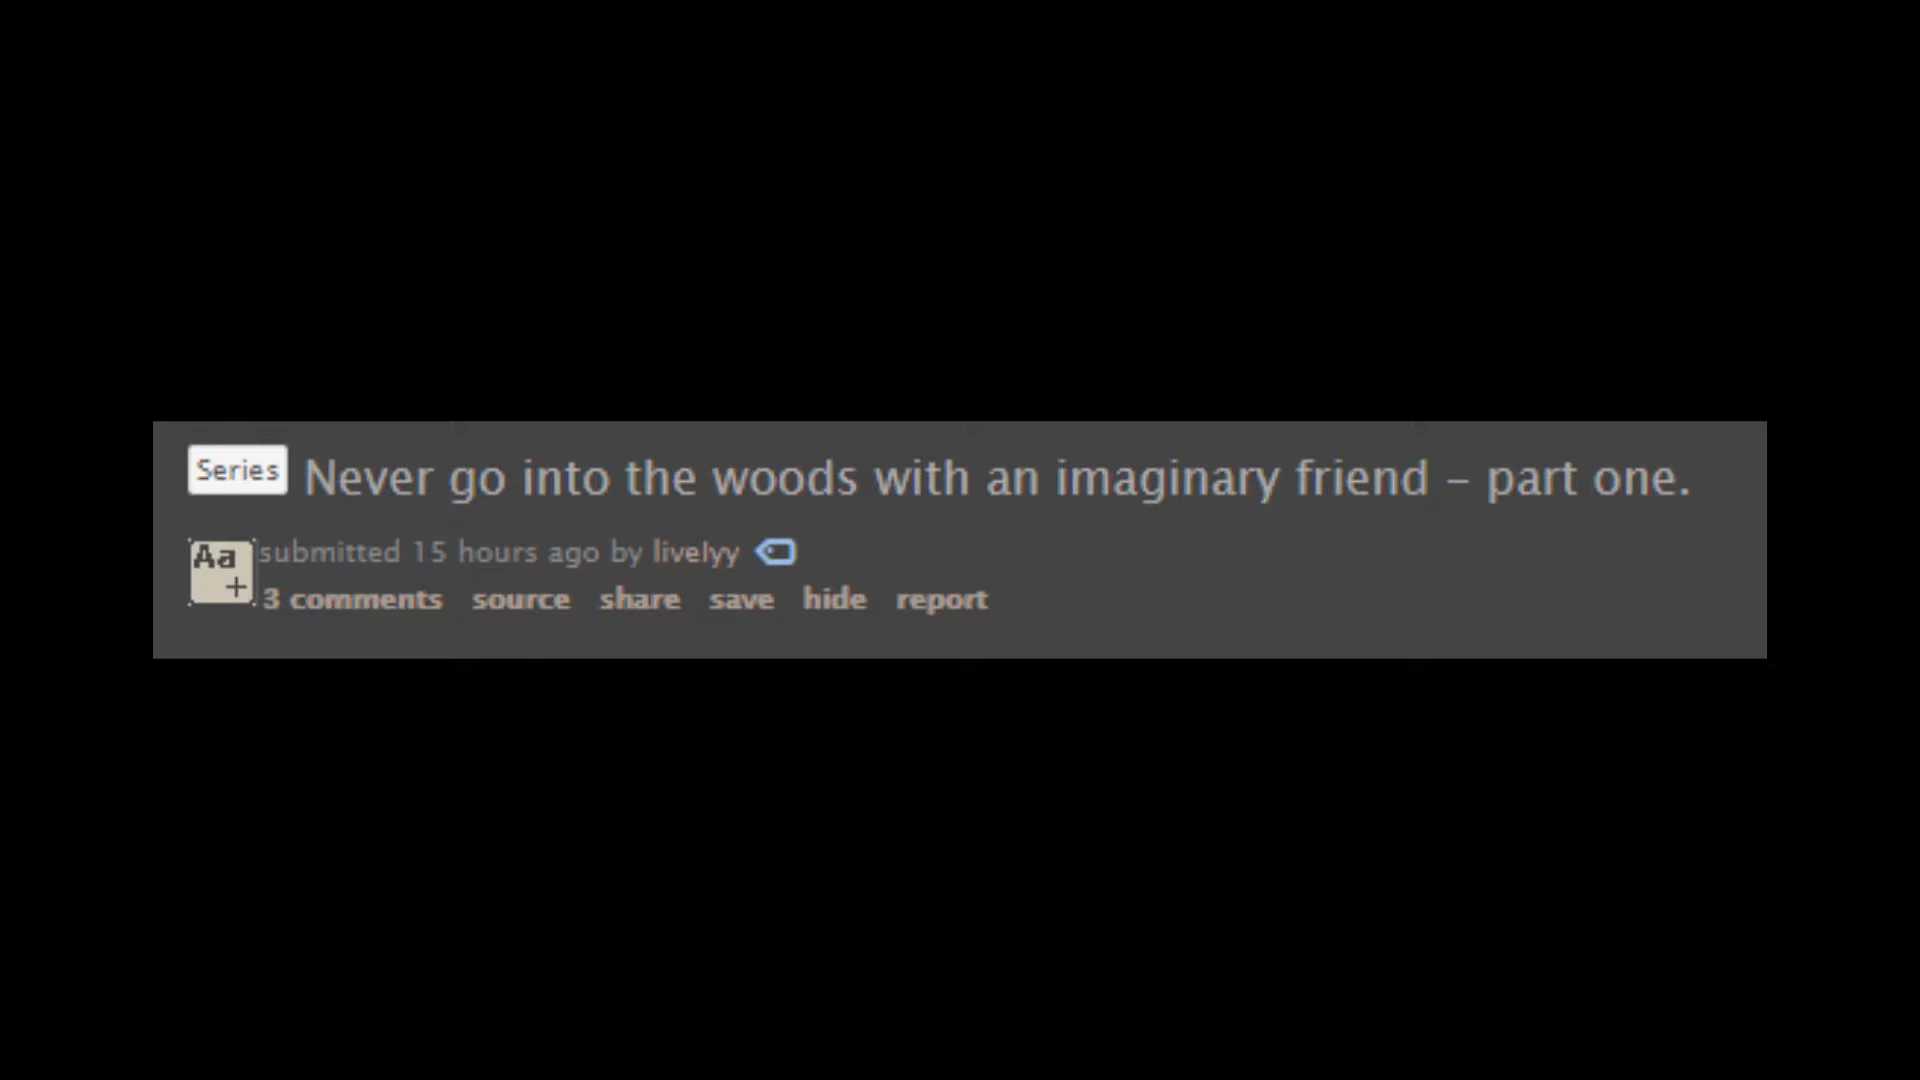 Series Never go into the woods with an imaginary friend – part one.
Aa + submitted 15 hours ago by livelyy
3 comments source share save hide report